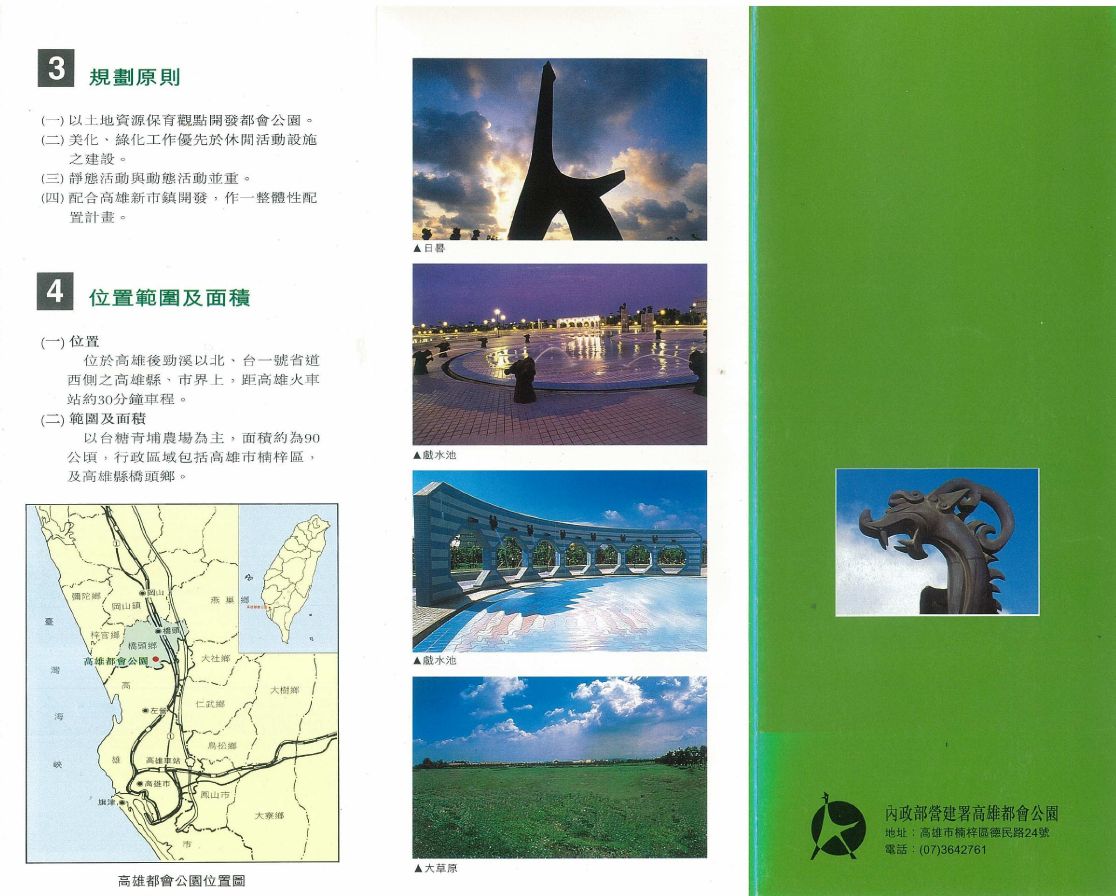 3 規劃原則
(一) 以土地資源保育觀點開發都會公園。
(二) 美化、綠化工作優先於休閒活動設施
之建設。
(三) 靜態活動與動態活動並重。
(四) 配合高雄新市鎮開發，作一整體性配
置計畫。
4 位置範圍及面積
(一) 位置
位於高雄後勁溪以北、台一號省道
西側之高雄縣、市界上，距高雄火車
站約30分鐘車程。
(二) 範圍及面積
以台糖青埔農場為主，面積約為90
公頃，行政區域包括高雄市楠梓區，
及高雄縣橋頭鄉。
彌陀鄉
岡山
岡山鎮
燕巢鄉
高雄都會公園
臺灣海峽
梓官鄉
橋頭
橋頭鄉
高雄都會公園
大社鄉
大樹鄉
高雄市
左營
仁武鄉
鳥松鄉
高雄車站
高雄市
鳳山市
旗津
大寮鄉
高雄都會公園位置圖
▲日晷
▲戲水池
▲戲水池
▲大草原
內政部營建署高雄都會公園
地址：高雄市楠梓區德民路24號
電話：(07)3642761